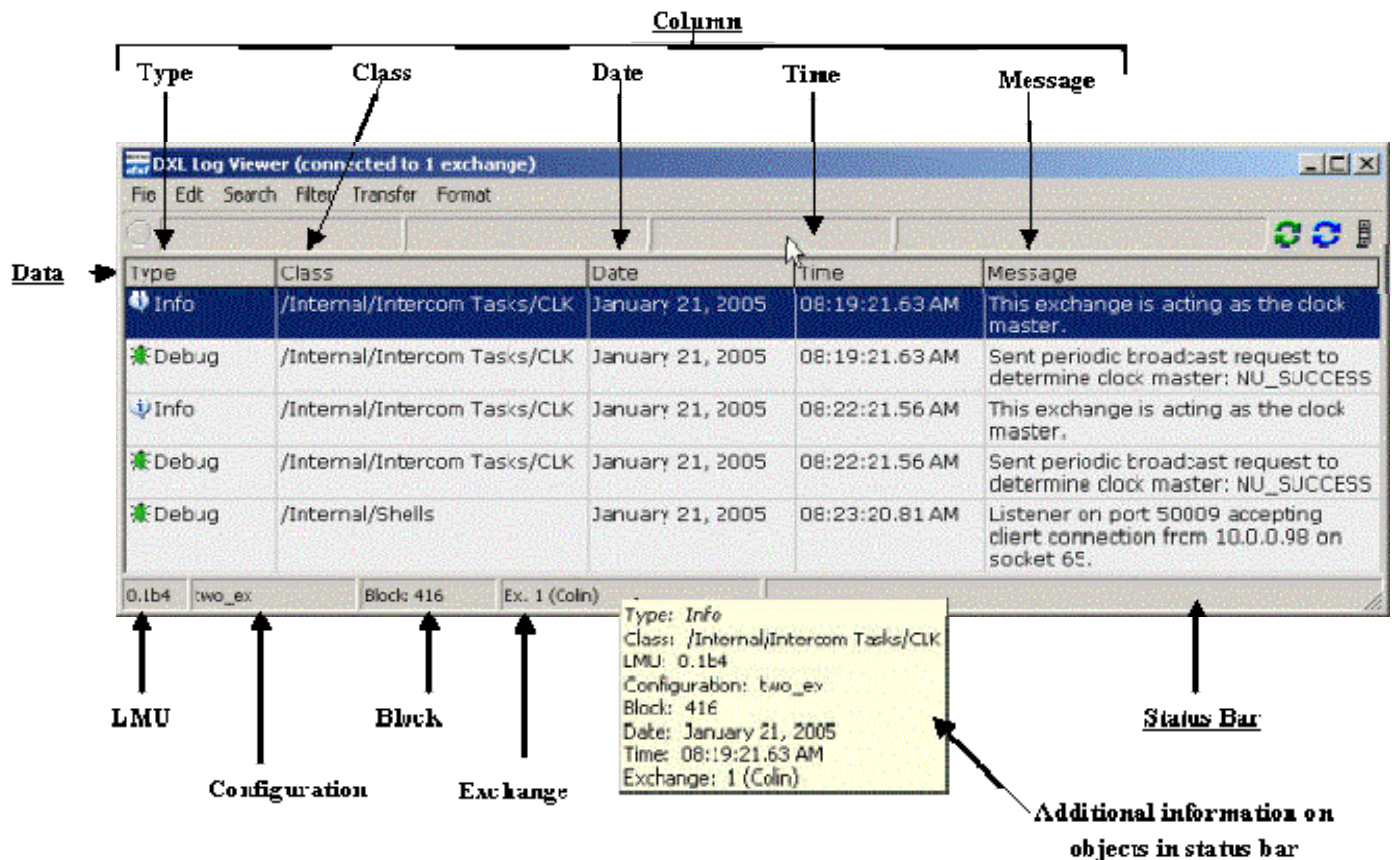 Column
Type Class Date Time Message
DXL Log Viewer (connected to 1 exchange)
File Edit Search Filter Transfer Format
Data
Type Class Date Time Message
Info /Internal/Intercom Tasks/CLK January 21, 2005 08:19:21.63 AM This exchange is acting as the clock
master.
Debug /Internal/Intercom Tasks/CLK January 21, 2005 08:19:21.63 AM Sent periodic broadcast request to
determine clock master: NU_SUCCESS
Info /Internal/Intercom Tasks/CLK January 21, 2005 08:22:21.56 AM This exchange is acting as the clock
master.
Debug /Internal/Intercom Tasks/CLK January 21, 2005 08:22:21.56 AM Sent periodic broadcast request to
determine clock master: NU_SUCCESS
Debug /Internal/Shells January 21, 2005 08:23:20.81 AM Listener on port 50009 accepting
client connection from 10.0.0.98 on
socket 65.
0.1b4 two_ex Block: 416 Ex. 1 (Colin)
Type: Info
Class: /Internal/Intercom Tasks/CLK
LMU: 0.1b4
Configuration: two_ex
Block: 416
Date: January 21, 2005
Time: 08:19:21.63 AM
Exchange: 1 (Colin)
LMU Block Status Bar
Configuration Exchange
Additional information on
objects in status bar